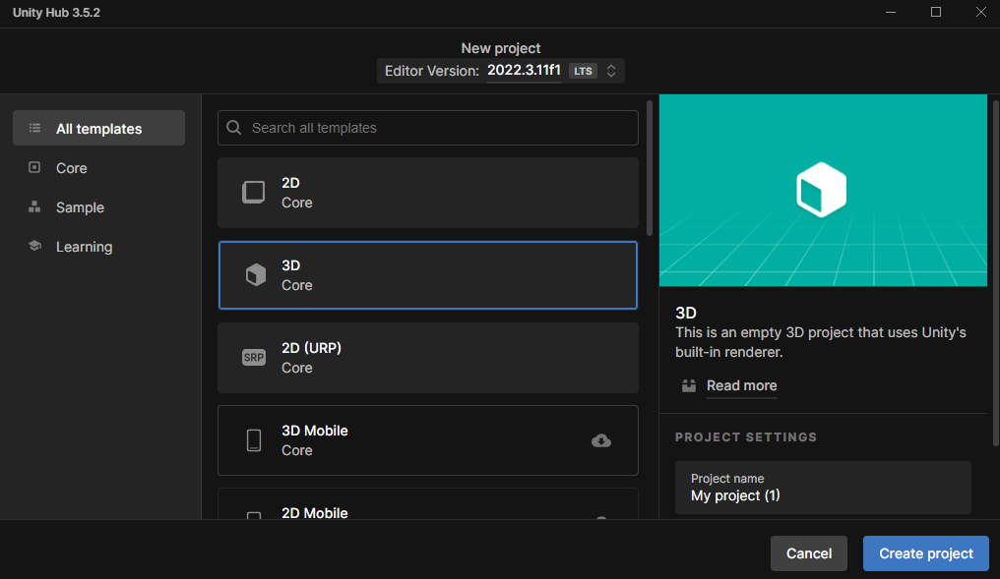 Unity Hub 3.5.2
New project
Editor Version: 2022.3.11f1 LTS
All templates
Core
Sample
Learning
Search all templates
2D
Core
3D
Core
SRP
2D (URP)
Core
3D Mobile
Core
2D Mobile
3D
This is an empty 3D project that uses Unity's
built-in renderer.
Read more
PROJECT SETTINGS
Project name
My project (1)
Cancel
Create project